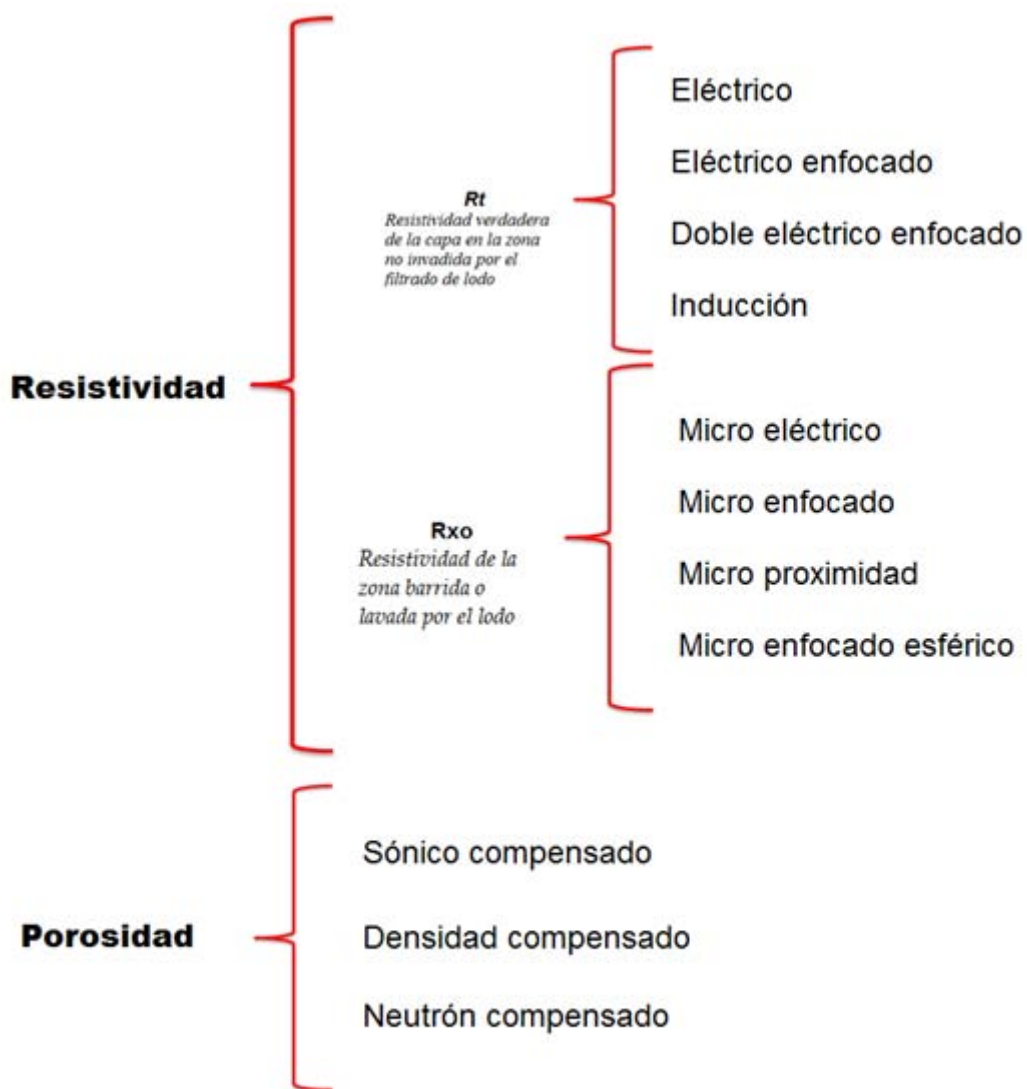 Resistividad
Rt
Resistividad verdadera
de la capa en la zona
no invadida por el
filtrado de lodo
Eléctrico
Eléctrico enfocado
Doble eléctrico enfocado
Inducción
Rxo
Resistividad de la
zona barrida o
lavada por el lodo
Micro eléctrico
Micro enfocado
Micro proximidad
Micro enfocado esférico
Porosidad
Sónico compensado
Densidad compensado
Neutrón compensado